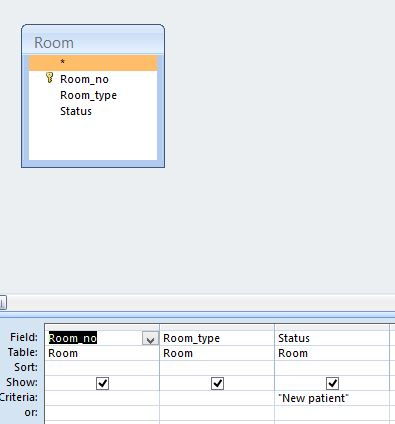 Room
*
Room_no
Room_type
Status
Field: Room_no Room_type Status
Table: Room Room Room
Sort:
Show:
Criteria: "New patient"
or: